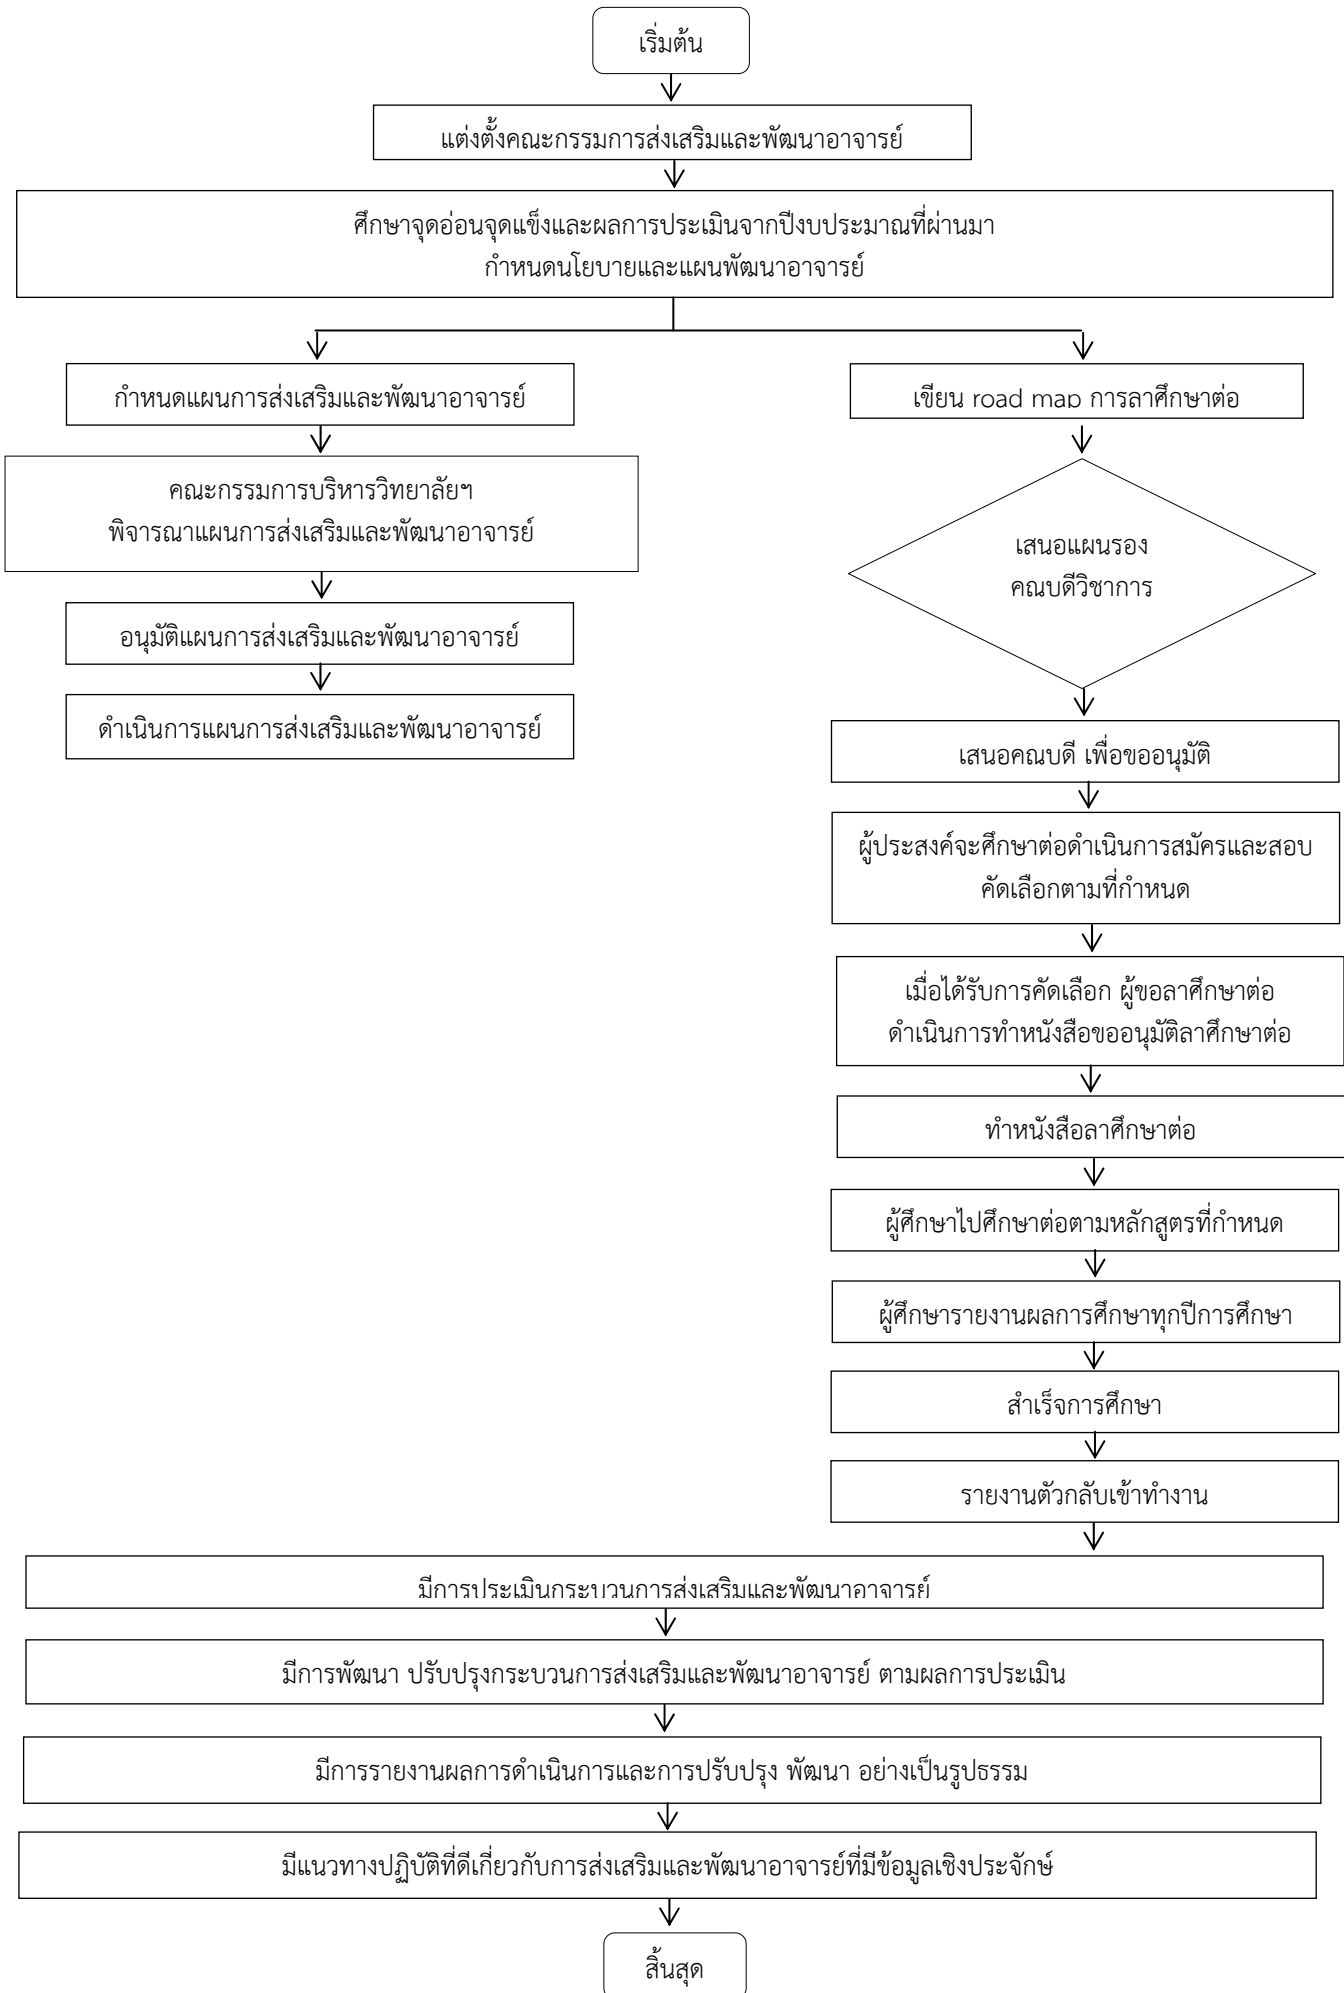 เริ่มต้น
แต่งตั้งคณะกรรมการส่งเสริมและพัฒนาอาจารย์
ศึกษาจุดอ่อนจุดแข็งและผลการประเมินจากปีงบประมาณที่ผ่านมา
กำหนดนโยบายและแผนพัฒนาอาจารย์
กำหนดแผนการส่งเสริมและพัฒนาอาจารย์
คณะกรรมการบริหารวิทยาลัยฯ
พิจารณาแผนการส่งเสริมและพัฒนาอาจารย์
อนุมัติแผนการส่งเสริมและพัฒนาอาจารย์
ดำเนินการแผนการส่งเสริมและพัฒนาอาจารย์
เขียน road map การลาศึกษาต่อ
เสนอแผนรอง
คณบดีวิชาการ
เสนอคณบดี เพื่อขออนุมัติ
ผู้ประสงค์จะศึกษาต่อดำเนินการสมัครและสอบ
คัดเลือกตามที่กำหนด
เมื่อได้รับการคัดเลือก ผู้ขอลาศึกษาต่อ
ดำเนินการทำหนังสือขออนุมัติลาศึกษาต่อ
ทำหนังสือลาศึกษาต่อ
ผู้ศึกษาไปศึกษาต่อตามหลักสูตรที่กำหนด
ผู้ศึกษารายงานผลการศึกษาทุกปีการศึกษา
สำเร็จการศึกษา
รายงานตัวกลับเข้าทำงาน
มีการประเมินกระบวนการส่งเสริมและพัฒนาอาจารย์
มีการพัฒนา ปรับปรุงกระบวนการส่งเสริมและพัฒนาอาจารย์ ตามผลการประเมิน
มีการรายงานผลการดำเนินการและการปรับปรุง พัฒนา อย่างเป็นรูปธรรม
มีแนวทางปฏิบัติที่ดีเกี่ยวกับการส่งเสริมและพัฒนาอาจารย์ที่มีข้อมูลเชิงประจักษ์
สิ้นสุด